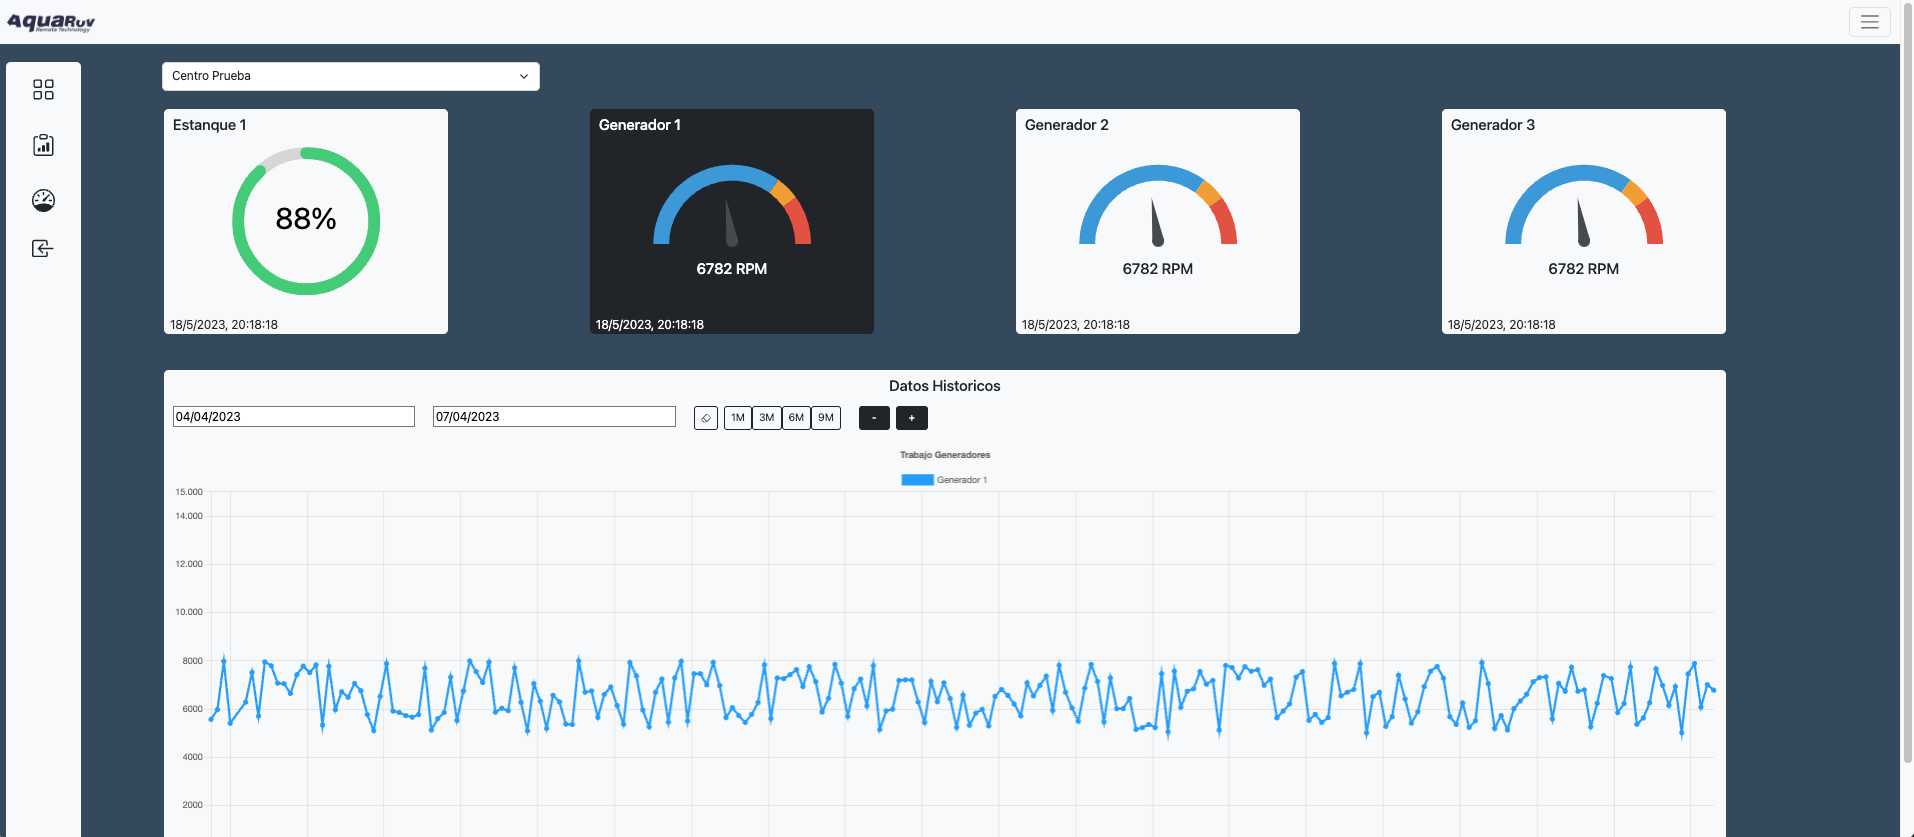 AquaRov
Remote Technology
Centro Prueba
Estanque 1
88%
18/5/2023, 20:18:18
Generador 1
6782 RPM
18/5/2023, 20:18:18
Generador 2
6782 RPM
18/5/2023, 20:18:18
Generador 3
6782 RPM
18/5/2023, 20:18:18
Datos Historicos
04/04/2023 07/04/2023 1M 3M 6M 9M - +
Trabajo Generadores
Generador 1
15.000
14.000
12.000
10.000
8000
6000
4000
2000